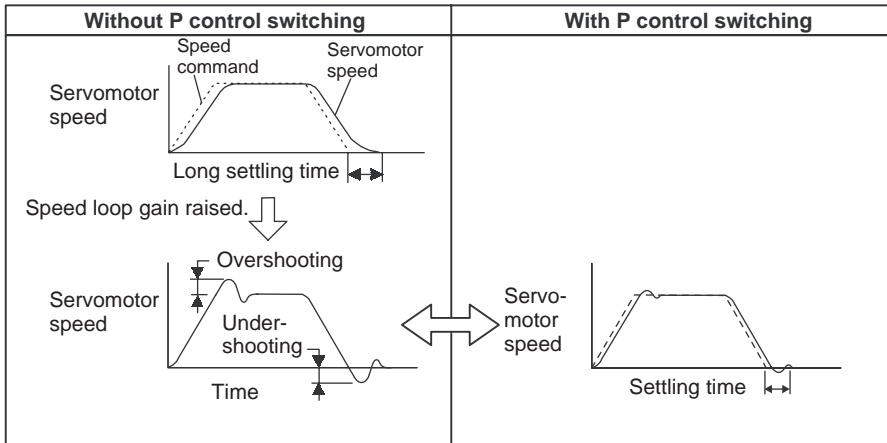 Without P control switching
With P control switching
Speed
command
Servomotor
speed
Servomotor
speed
Long settling time
Speed loop gain raised.
Overshooting
Servomotor
speed
Under-
shooting
Time
Servo-
motor
speed
Settling time